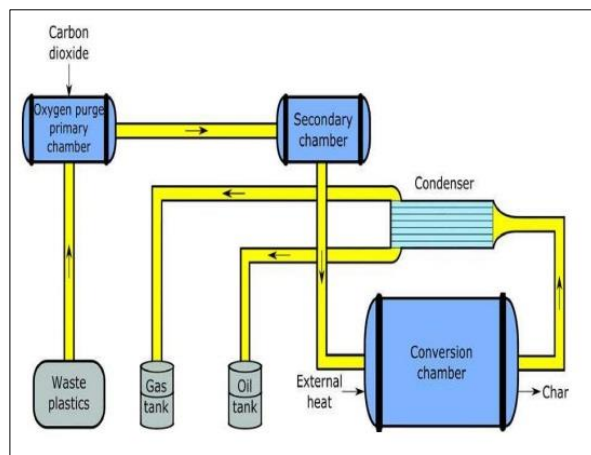 Carbon
dioxide
Oxygen purge
primary
chamber
Secondary
chamber
Condenser
Waste
plastics
Gas
tank
Oil
tank
External
heat
Conversion
chamber
Char